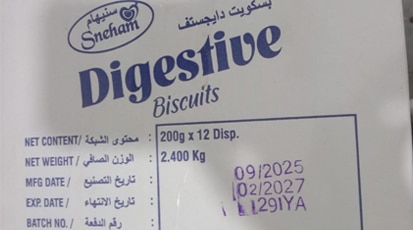 سنيهام
Sneham
بسكويت دايجستف
Digestive
Biscuits
NET CONTENT/ محتوى الشبكة : 200g x 12 Disp.
NET WEIGHT / الوزن الصافي : 2.400 Kg
MFG DATE / تاريخ التصنيع : 09/2025
EXP. DATE / تاريخ الانتهاء : 02/2027
BATCH NO. / رقم الدفعة :